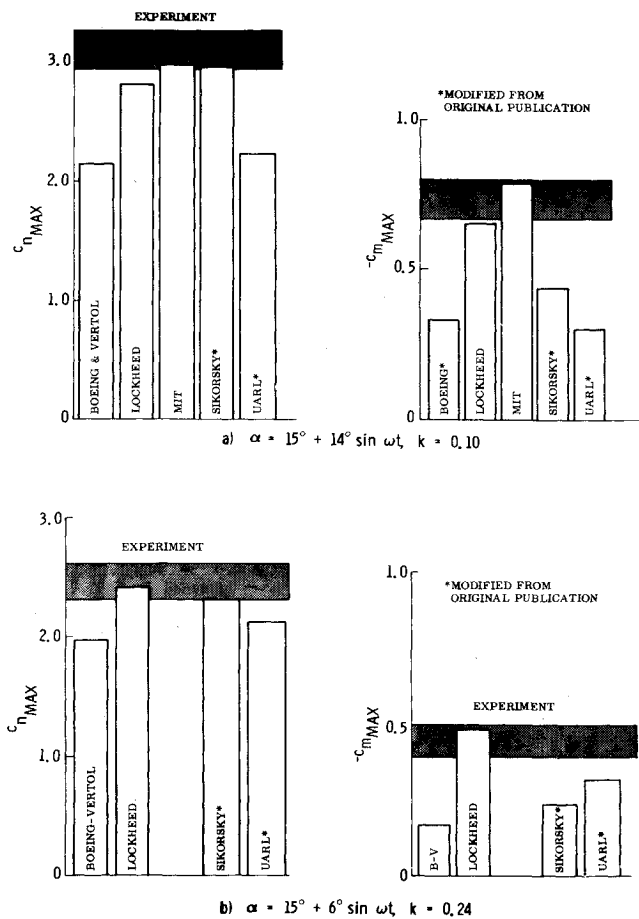 EXPERIMENT
3.0
2.0
1.0
0
c_n MAX
BOEING & VERTOL
LOCKHEED
MIT
SIKORSKY*
UARL*
*MODIFIED FROM
ORIGINAL PUBLICATION
1.0
0.5
0
-c_m MAX
BOEING*
LOCKHEED
MIT
SIKORSKY*
UARL*
a) α = 15° + 14° sin ωt, k = 0.10
3.0
2.0
1.0
0
c_n MAX
EXPERIMENT
BOEING-VERTOL
LOCKHEED
SIKORSKY*
UARL*
*MODIFIED FROM
ORIGINAL PUBLICATION
1.0
0.5
0
-c_m MAX
EXPERIMENT
B-V
LOCKHEED
SIKORSKY*
UARL*
b) α = 15° + 6° sin ωt, k = 0.24